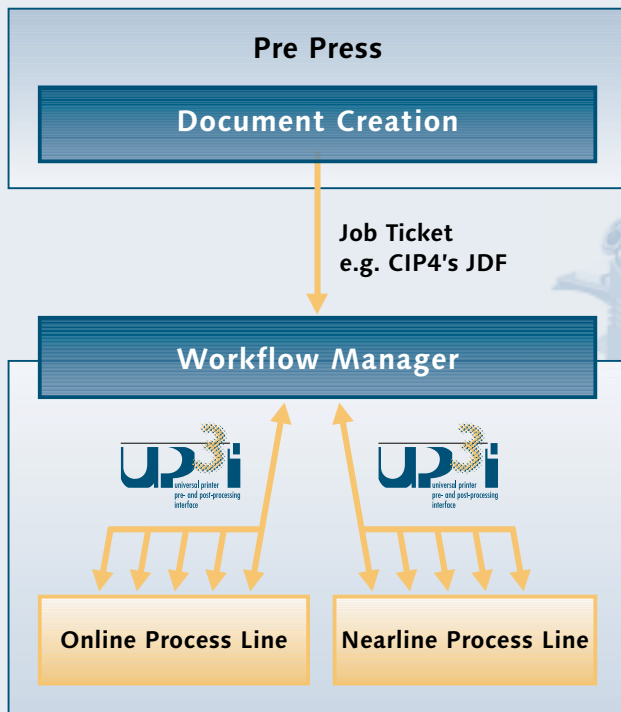 Pre Press
Document Creation
Job Ticket
e.g. CIP4's JDF
Workflow Manager
UP3i
universal printer
pre- and post-processing
interface
UP3i
universal printer
pre- and post-processing
interface
Online Process Line
Nearline Process Line